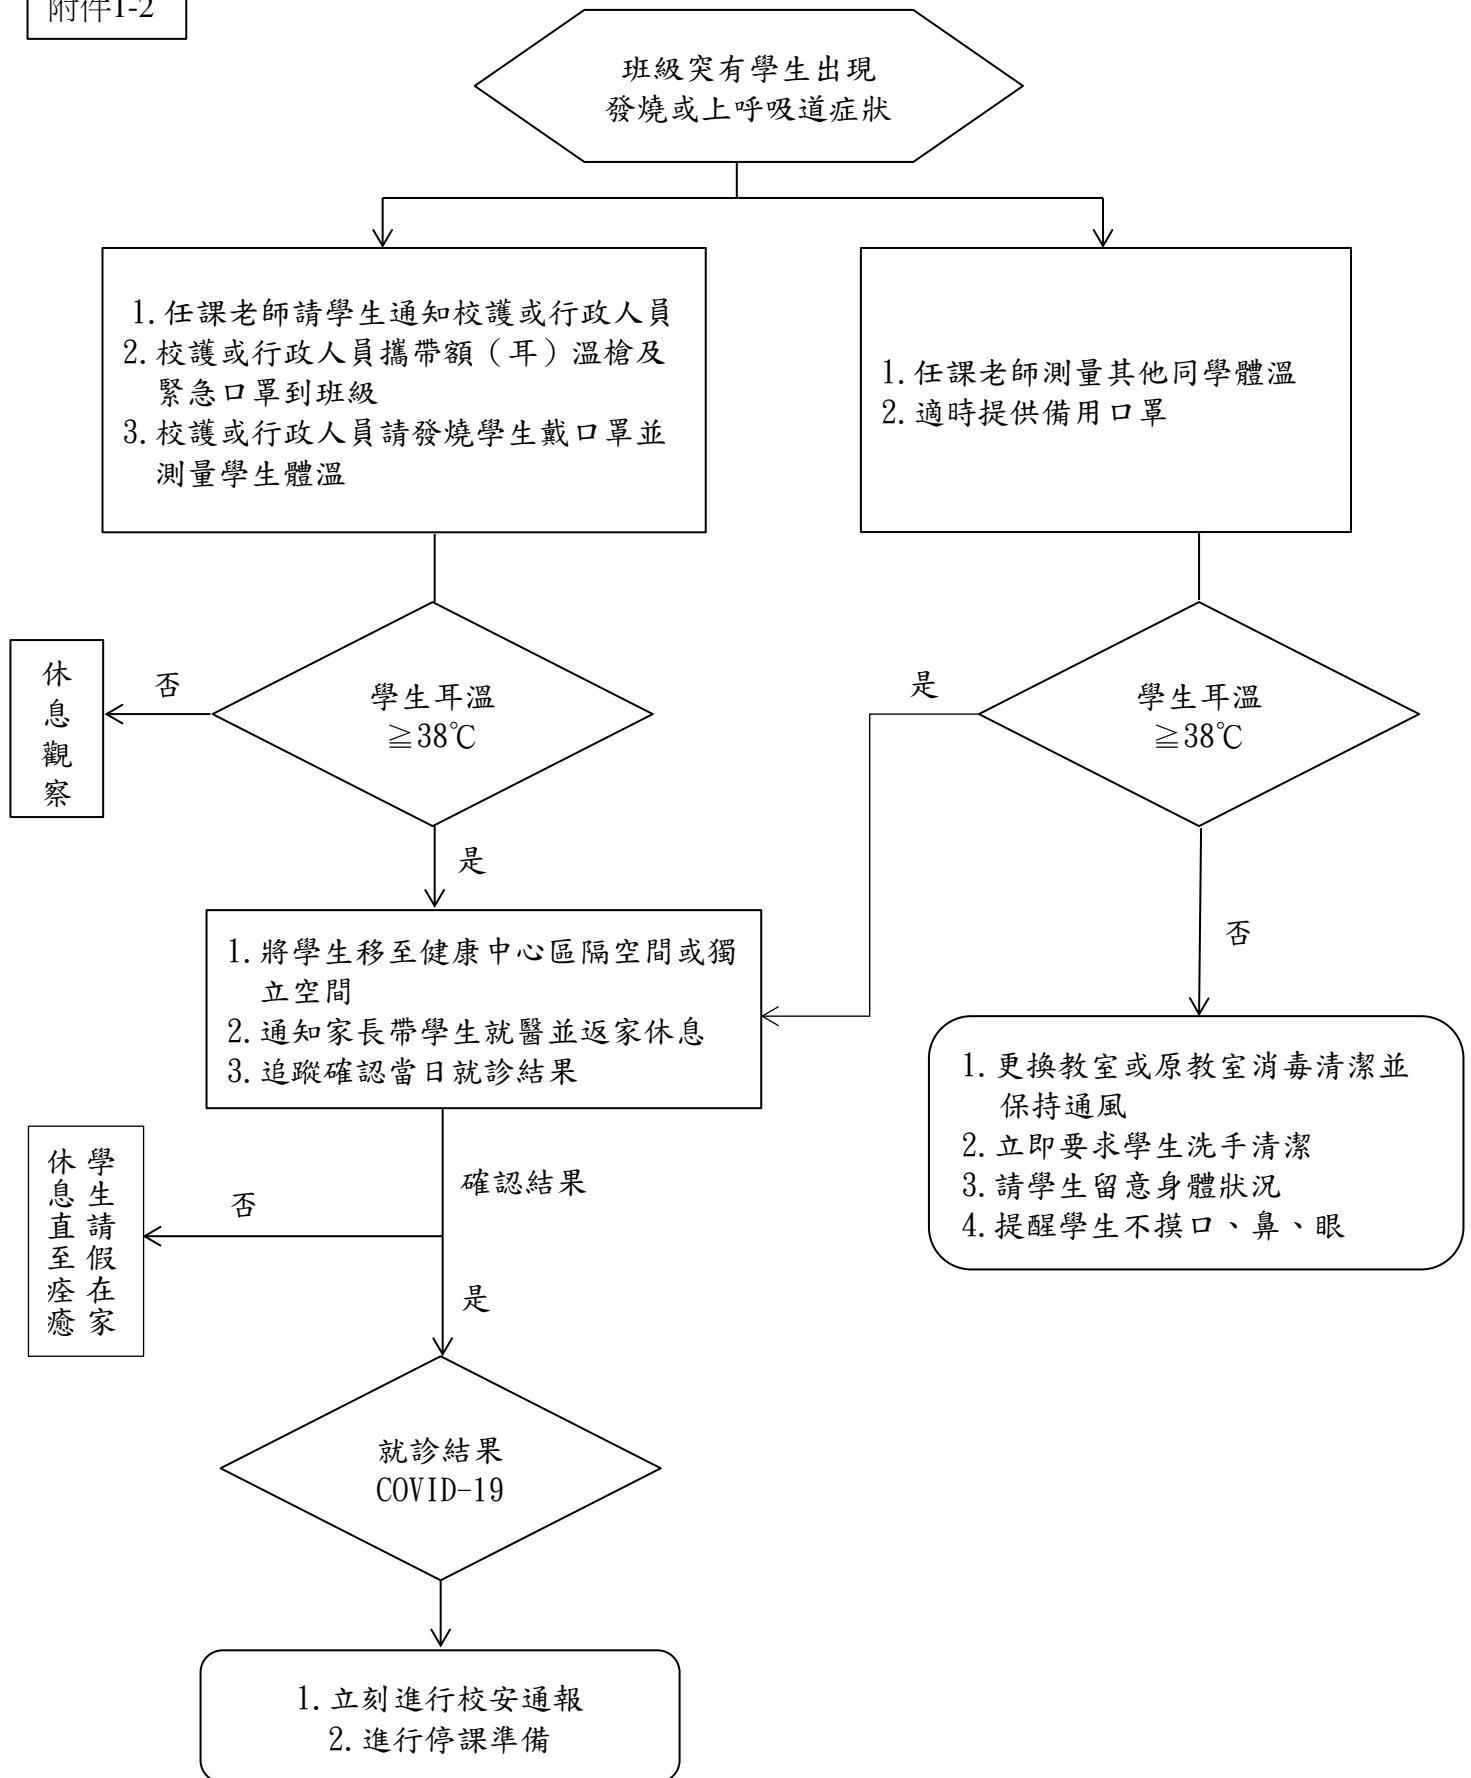 附件1-2
班級突有學生出現
發燒或上呼吸道症狀
1.任課老師請學生通知校護或行政人員
2.校護或行政人員攜帶額（耳）溫槍及
緊急口罩到班級
3.校護或行政人員請發燒學生戴口罩並
測量學生體溫
1.任課老師測量其他同學體溫
2.適時提供備用口罩
休息觀察
否
學生耳溫
≧38℃
是
學生耳溫
≧38℃
是
否
1.將學生移至健康中心區隔空間或獨
立空間
2.通知家長帶學生就醫並返家休息
3.追蹤確認當日就診結果
1.更換教室或原教室消毒清潔並
保持通風
2.立即要求學生洗手清潔
3.請學生留意身體狀況
4.提醒學生不摸口、鼻、眼
學生請假在家
休息直至痊癒
否
確認結果
是
就診結果
COVID-19
1.立刻進行校安通報
2.進行停課準備